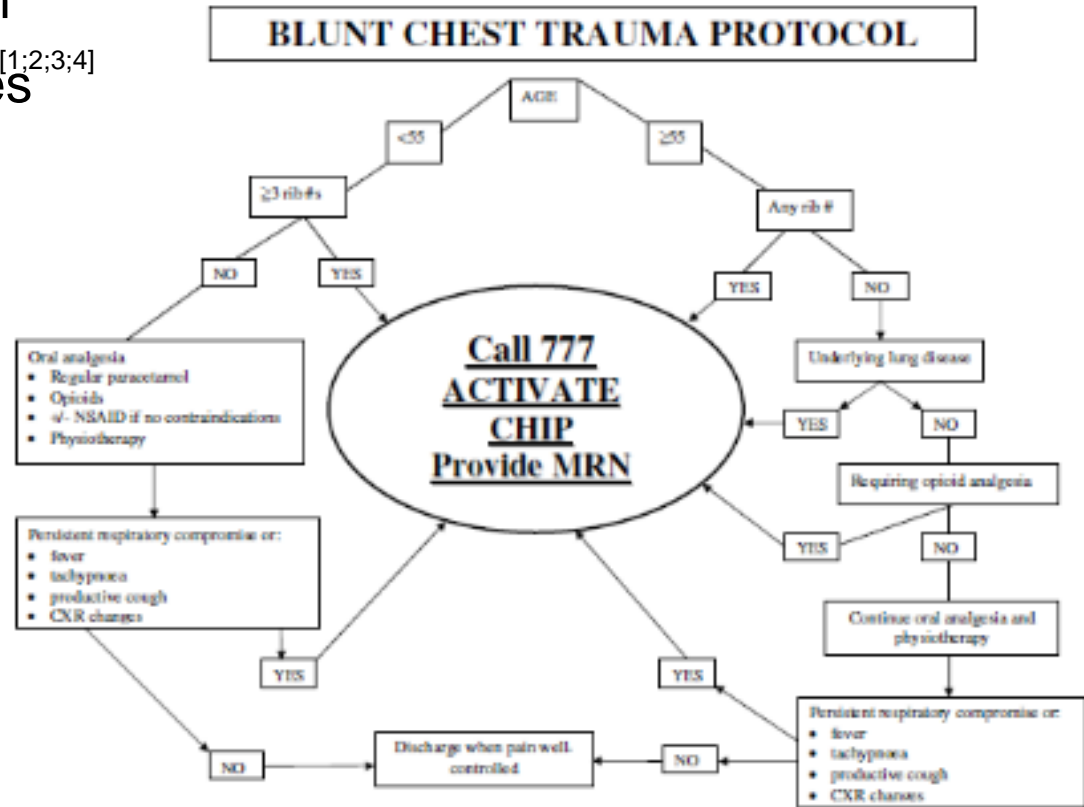 [1;2;3;4]
es
BLUNT CHEST TRAUMA PROTOCOL
AGE
<55
≥55
≥3 rib #s
Any rib #
NO
YES
YES
NO
Oral analgesia
• Regular paracetamol
• Opioids
• +/- NSAID if no contraindications
• Physiotherapy
Call 777
ACTIVATE
CHIP
Provide MRN
Underlying lung disease
YES
NO
Requiring opioid analgesia
YES
NO
Persistent respiratory compromise or:
• fever
• tachypnoea
• productive cough
• CXR changes
Continue oral analgesia and
physiotherapy
YES
YES
Persistent respiratory compromise or:
• fever
• tachypnoea
• productive cough
• CXR changes
NO
Discharge when pain well
controlled
NO